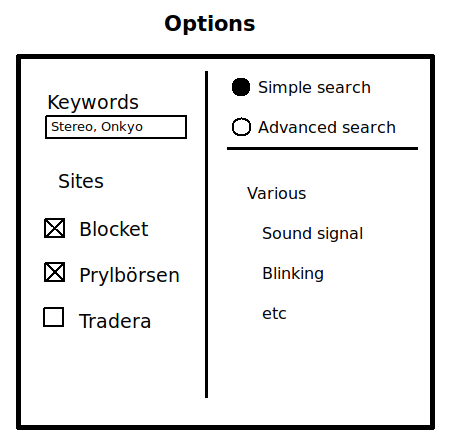 Options
Keywords
Stereo, Onkyo
Sites
Blocket
Prylbörsen
Tradera
Simple search
Advanced search
Various
Sound signal
Blinking
etc